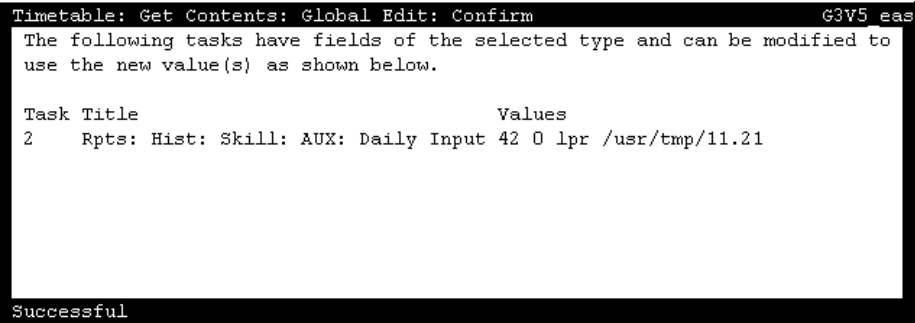 Timetable: Get Contents: Global Edit: Confirm G3V5_eas
The following tasks have fields of the selected type and can be modified to
use the new value(s) as shown below.
Task Title Values
2 Rpts: Hist: Skill: AUX: Daily Input 42 0 lpr /usr/tmp/11.21
Successful